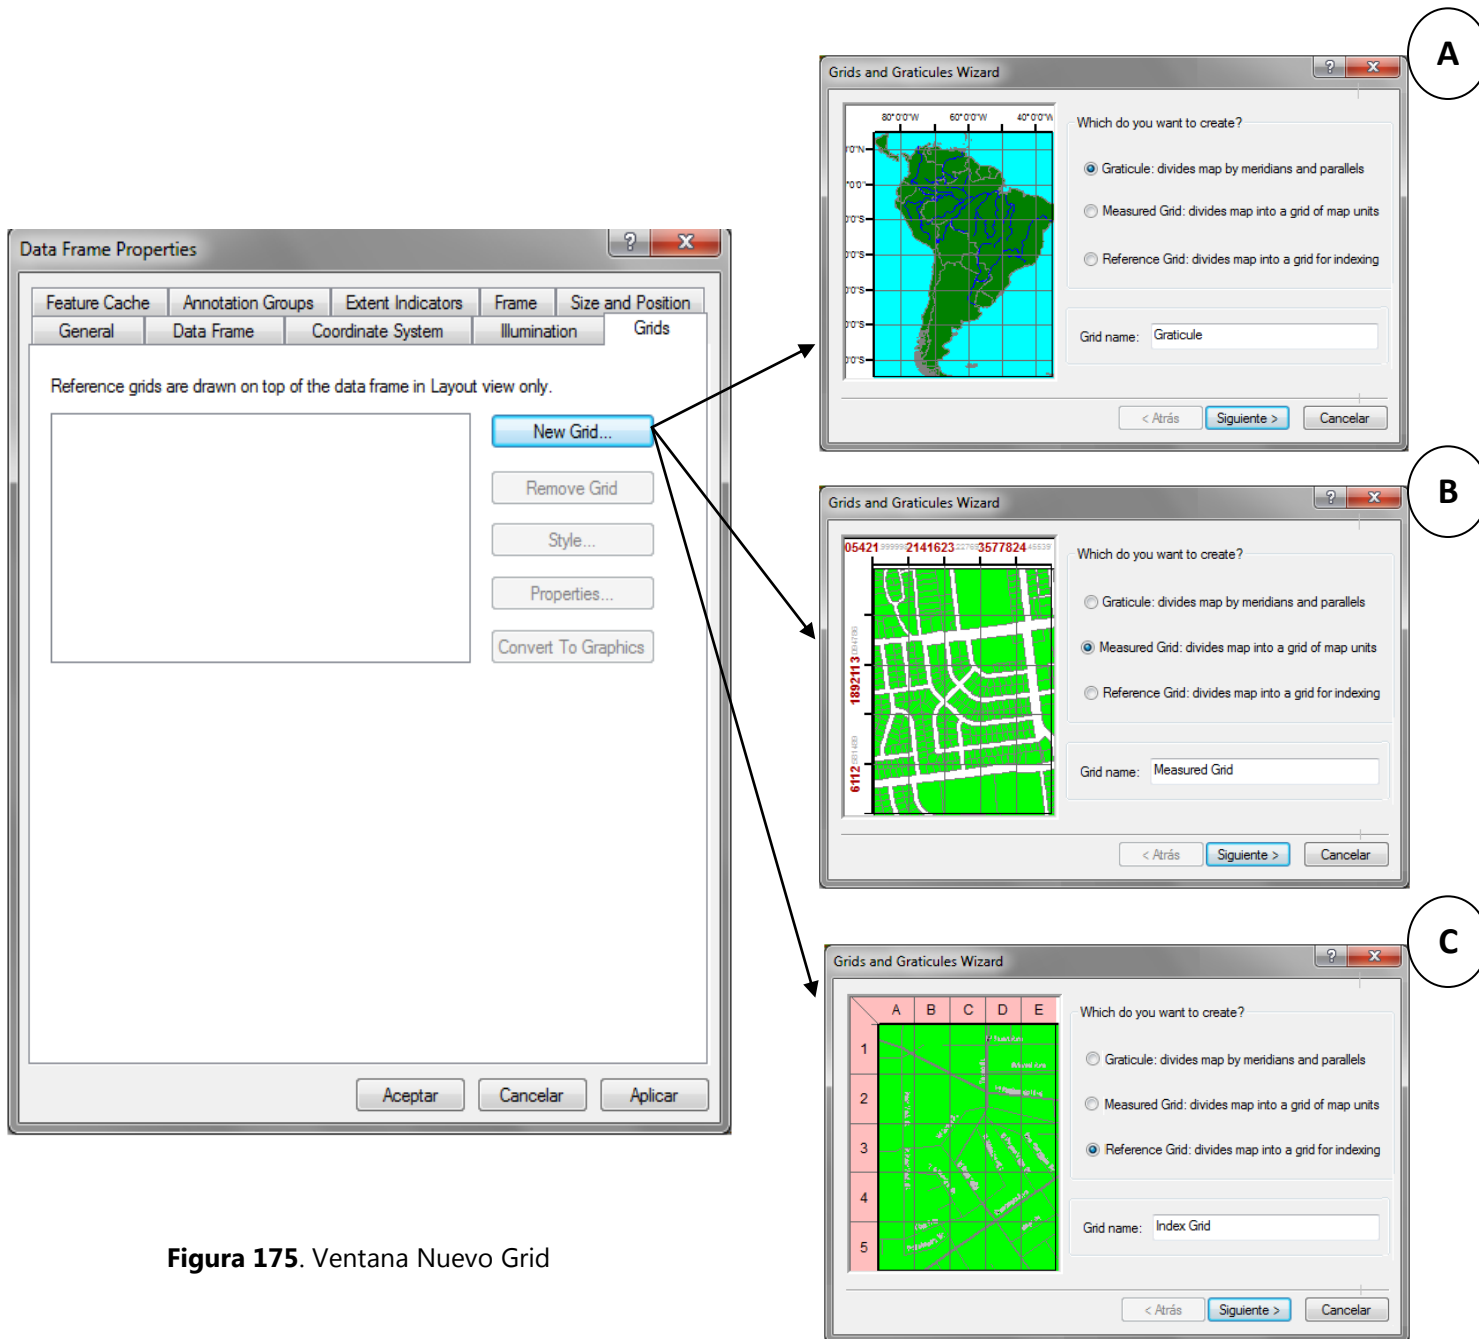 Data Frame Properties
Feature Cache Annotation Groups Extent Indicators Frame Size and Position
General Data Frame Coordinate System Illumination Grids
Reference grids are drawn on top of the data frame in Layout view only.
New Grid...
Remove Grid
Style...
Properties...
Convert To Graphics
Aceptar Cancelar Aplicar
Figura 175. Ventana Nuevo Grid
A
Grids and Graticules Wizard
80°0'0"W 60°0'0"W 40°0'0"W
Which do you want to create?
Graticule: divides map by meridians and parallels
Measured Grid: divides map into a grid of map units
Reference Grid: divides map into a grid for indexing
Grid name: Graticule
< Atrás Siguiente > Cancelar
B
Grids and Graticules Wizard
05421 2141623 3577824
1892113
6112
Which do you want to create?
Graticule: divides map by meridians and parallels
Measured Grid: divides map into a grid of map units
Reference Grid: divides map into a grid for indexing
Grid name: Measured Grid
< Atrás Siguiente > Cancelar
C
Grids and Graticules Wizard
A B C D E
1
2
3
4
5
Which do you want to create?
Graticule: divides map by meridians and parallels
Measured Grid: divides map into a grid of map units
Reference Grid: divides map into a grid for indexing
Grid name: Index Grid
< Atrás Siguiente > Cancelar